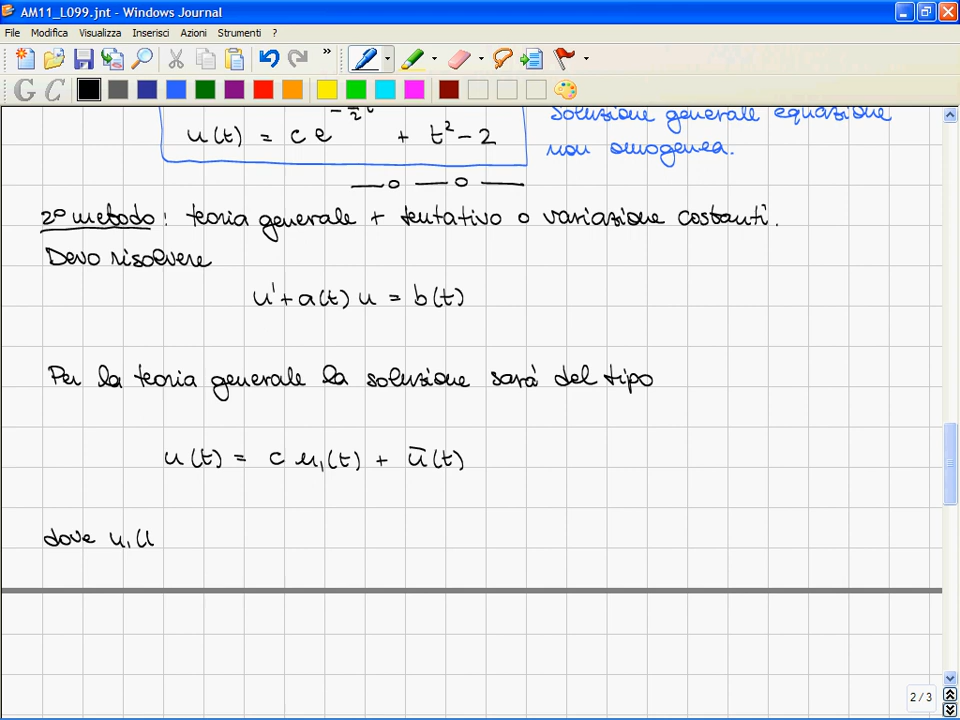 AM11_L099.jnt - Windows Journal
File Modifica Visualizza Inserisci Azioni Strumenti ?
»
G C
u(t) = c e + t² - 2
Soluzione generale equazione
non omogenea.
2º metodo: teoria generale + tentativo o variazione costanti.
Devo risolvere
u' + a(t) u = b(t)
Per la teoria generale la soluzione sarà del tipo
u(t) = c u₁(t) + ū(t)
dove u₁(t
2 / 3